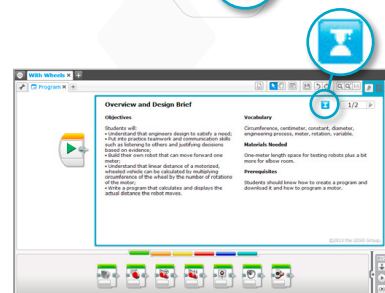 With Wheels × +
Program × +
1/2
Overview and Design Brief
Objectives
Students will:
• Understand that engineers design to satisfy a need;
• Put into practice teamwork and communication skills
such as listening to others and justifying decisions
based on evidence;
• Build their own robot that can move forward one
meter;
• Understand that linear distance of a motorized,
wheeled vehicle can be calculated by multiplying
circumference of the wheel by the number of rotations
of the motor;
• Write a program that calculates and displays the
actual distance the robot moves.
Vocabulary
Circumference, centimeter, constant, diameter,
engineering process, meter, rotation, variable.
Materials Needed
One-meter length space for testing robots plus a bit
more for elbow room.
Prerequisites
Students should know how to create a program and
download it and how to program a motor.
©2013 The LEGO Group